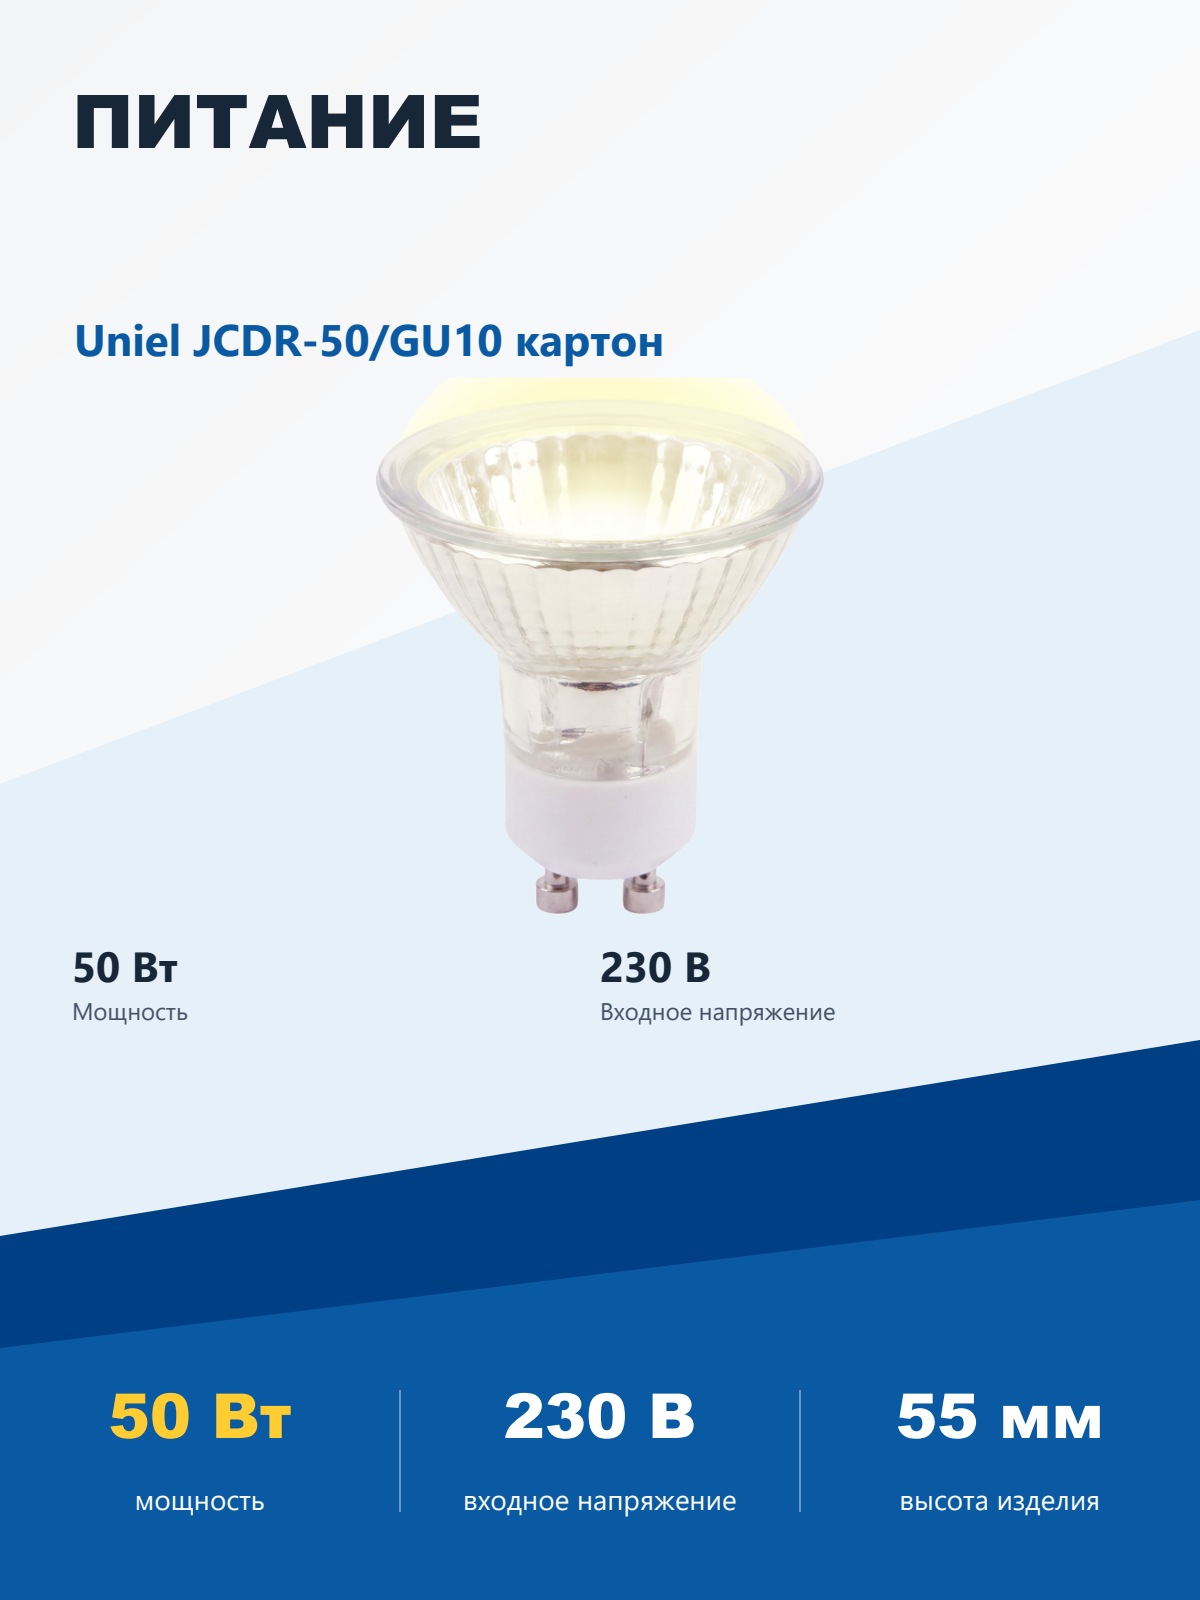 ПИТАНИЕ
Uniel JCDR-50/GU10 картон
50 Вт
Мощность
230 В
Входное напряжение
50 Вт
мощность
230 В
входное напряжение
55 мм
высота изделия